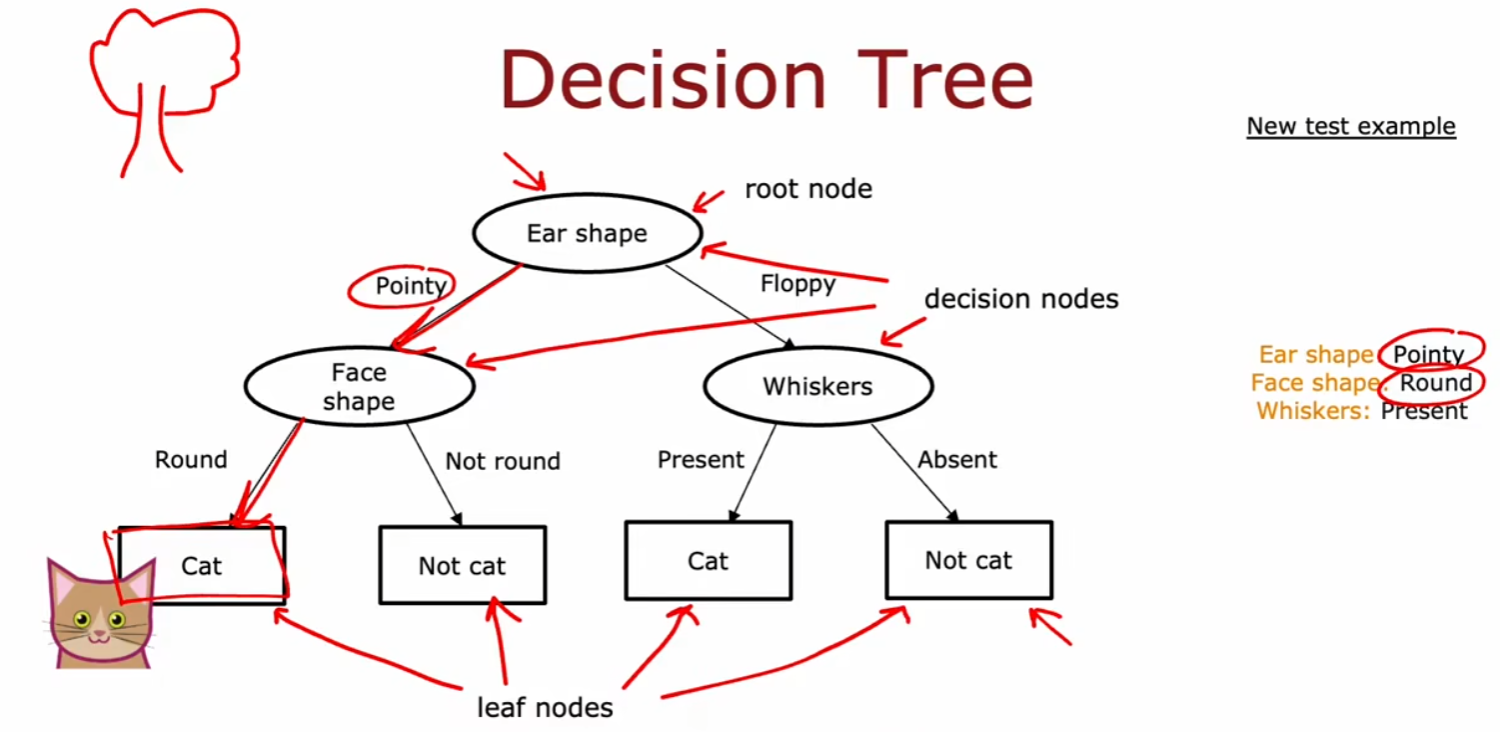 Decision Tree
New test example
root node
Ear shape
Pointy
Floppy
decision nodes
Face
shape
Whiskers
Ear shape Pointy
Face shape: Round
Whiskers: Present
Round
Not round
Present
Absent
Cat
Not cat
Cat
Not cat
leaf nodes